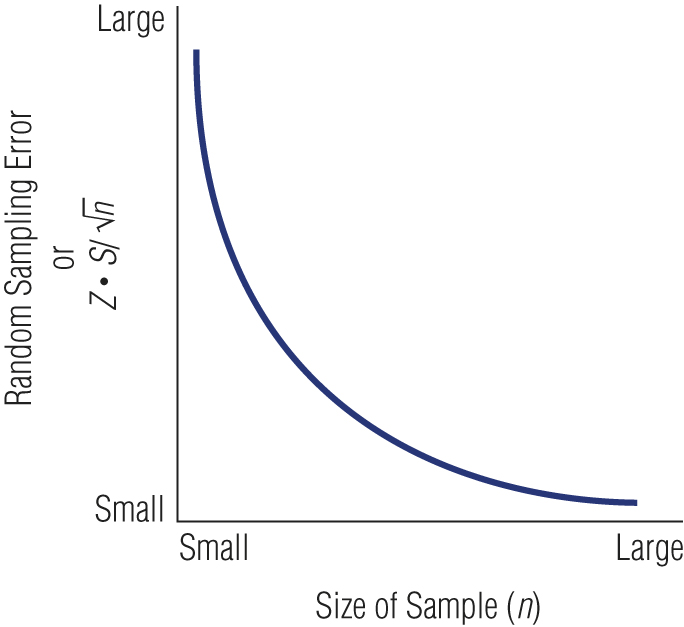 Large
Random Sampling Error
or
Z • S/√n
Small
Small
Large
Size of Sample (n)